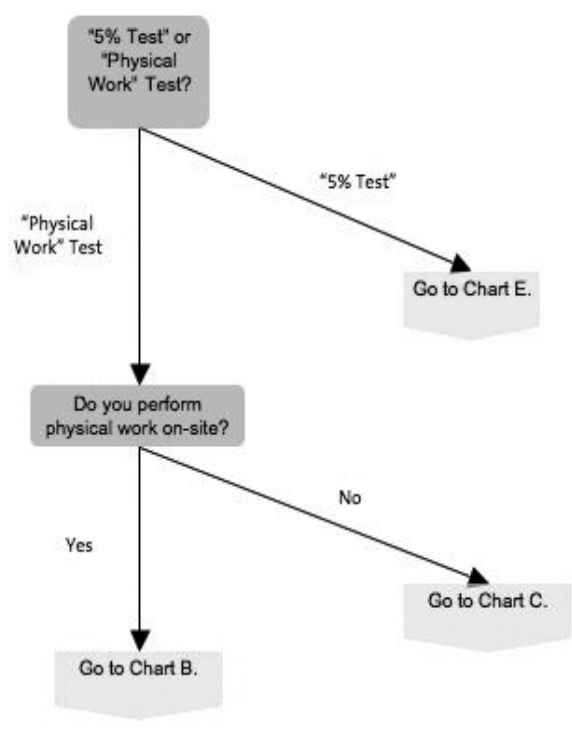 "5% Test" or
"Physical
Work" Test?
"5% Test"
"Physical
Work" Test
Go to Chart E.
Do you perform
physical work on-site?
No
Yes
Go to Chart C.
Go to Chart B.